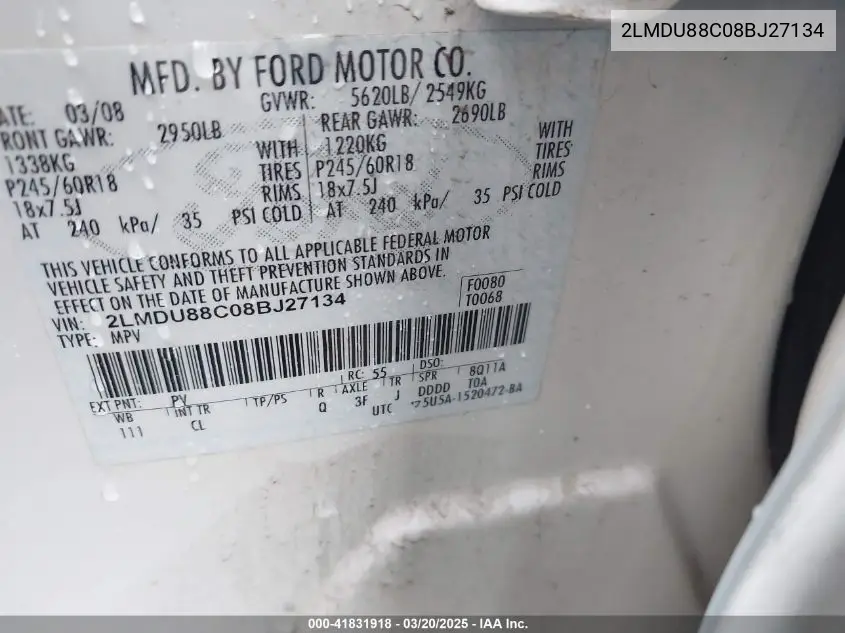 2LMDU88C08BJ27134
MFD. BY FORD MOTOR CO.
ATE: 03/08 GVWR: 5620LB/ 2549KG
RONT GAWR: 2950LB REAR GAWR: 2690LB
1338KG WITH 1220KG WITH
P245/60R18 TIRES P245/60R18 TIRES
18x7.5J RIMS 18x7.5J RIMS
AT 240 kPa/ 35 PSI COLD AT 240 kPa/ 35 PSI COLD
THIS VEHICLE CONFORMS TO ALL APPLICABLE FEDERAL MOTOR
VEHICLE SAFETY AND THEFT PREVENTION STANDARDS IN
EFFECT ON THE DATE OF MANUFACTURE SHOWN ABOVE.
F0080
VIN: 2LMDU88C08BJ27134 T0068
TYPE: MPV
EXT PNT: PV RC: 55 DSO:
WB INT TR TP/PS R AXLE TR SPR 8Q11A
111 CL Q 3F J DDDD T0A
UTC *75U5A-1520472-BA
000-41831918 - 03/20/2025 - IAA Inc.